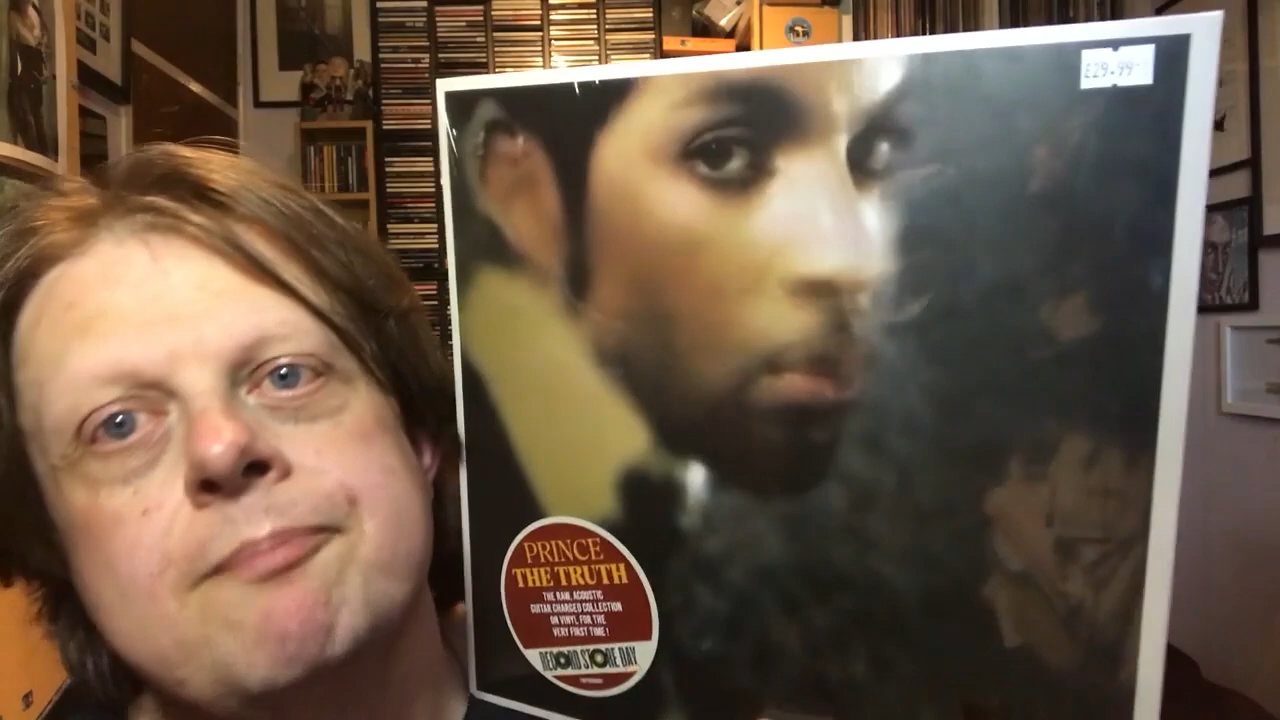 £29.99
PRINCE
THE TRUTH
THE RAW, ACOUSTIC
GUITAR CHARGED COLLECTION
ON VINYL FOR THE
VERY FIRST TIME!
RECORD STORE DAY